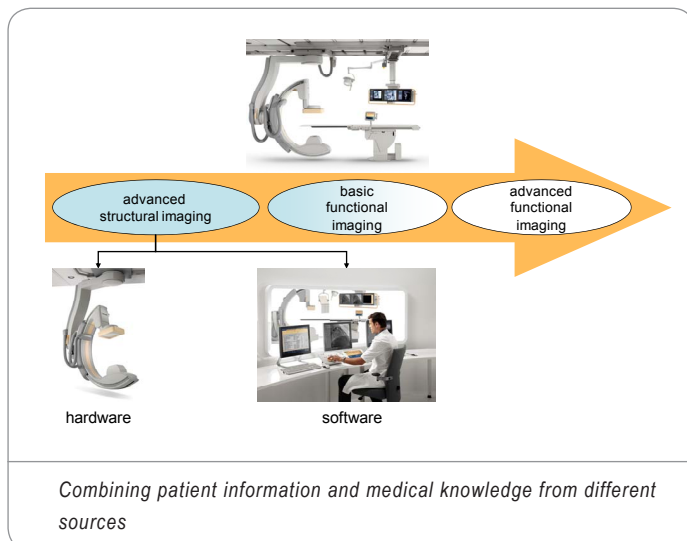 advanced
structural imaging
basic
functional
imaging
advanced
functional
imaging
hardware
software
Combining patient information and medical knowledge from different
sources